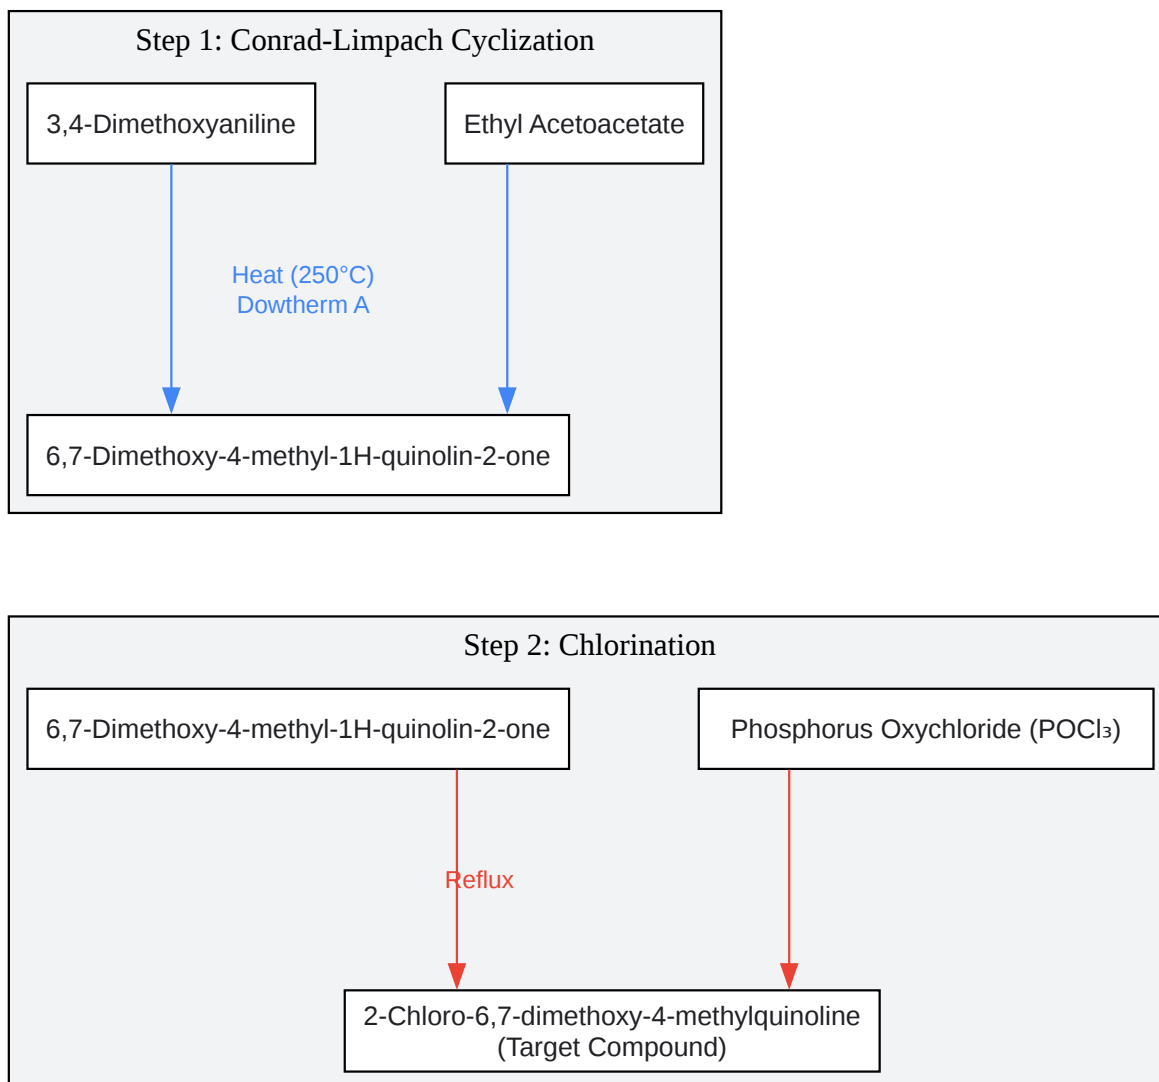 Step 1: Conrad-Limpach Cyclization
3,4-Dimethoxyaniline
Ethyl Acetoacetate
Heat (250°C)
Dowtherm A
6,7-Dimethoxy-4-methyl-1H-quinolin-2-one
Step 2: Chlorination
6,7-Dimethoxy-4-methyl-1H-quinolin-2-one
Phosphorus Oxychloride (POCl₃)
Reflux
2-Chloro-6,7-dimethoxy-4-methylquinoline
(Target Compound)